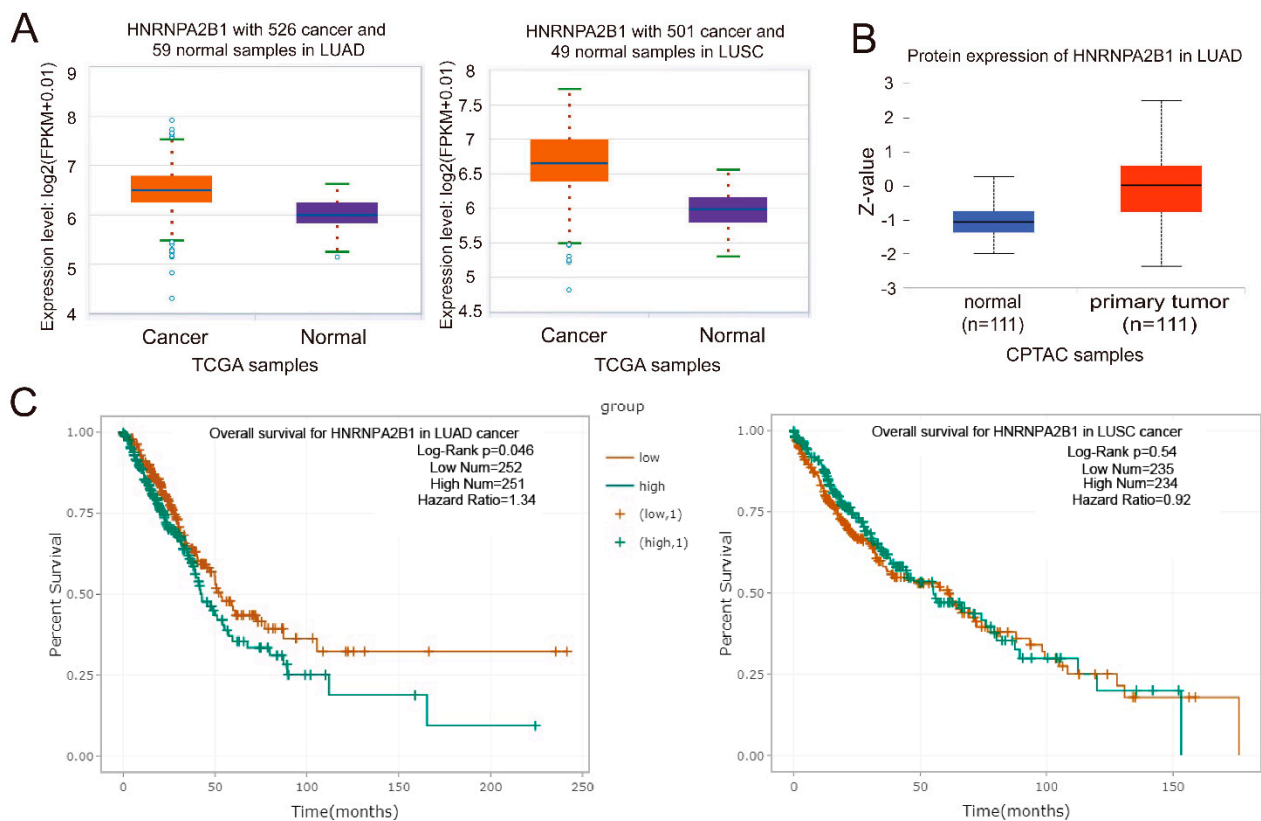 A
HNRNPA2B1 with 526 cancer and
59 normal samples in LUAD
Expression level: log2(FPKM+0.01)
9
8
7
6
5
4
Cancer
Normal
TCGA samples
HNRNPA2B1 with 501 cancer and
49 normal samples in LUSC
Expression level: log2(FPKM+0.01)
8
7.5
7
6.5
6
5.5
5
4.5
Cancer
Normal
TCGA samples
B
Protein expression of HNRNPA2B1 in LUAD
Z-value
3
2
1
0
-1
-2
-3
normal
(n=111)
primary tumor
(n=111)
CPTAC samples
C
Overall survival for HNRNPA2B1 in LUAD cancer
Log-Rank p=0.046
Low Num=252
High Num=251
Hazard Ratio=1.34
Percent Survival
1.00
0.75
0.50
0.25
0.00
0
50
100
150
200
250
Time(months)
group
low
high
(low,1)
(high,1)
Overall survival for HNRNPA2B1 in LUSC cancer
Log-Rank p=0.54
Low Num=235
High Num=234
Hazard Ratio=0.92
Percent Survival
1.00
0.75
0.50
0.25
0.00
0
50
100
150
Time(months)